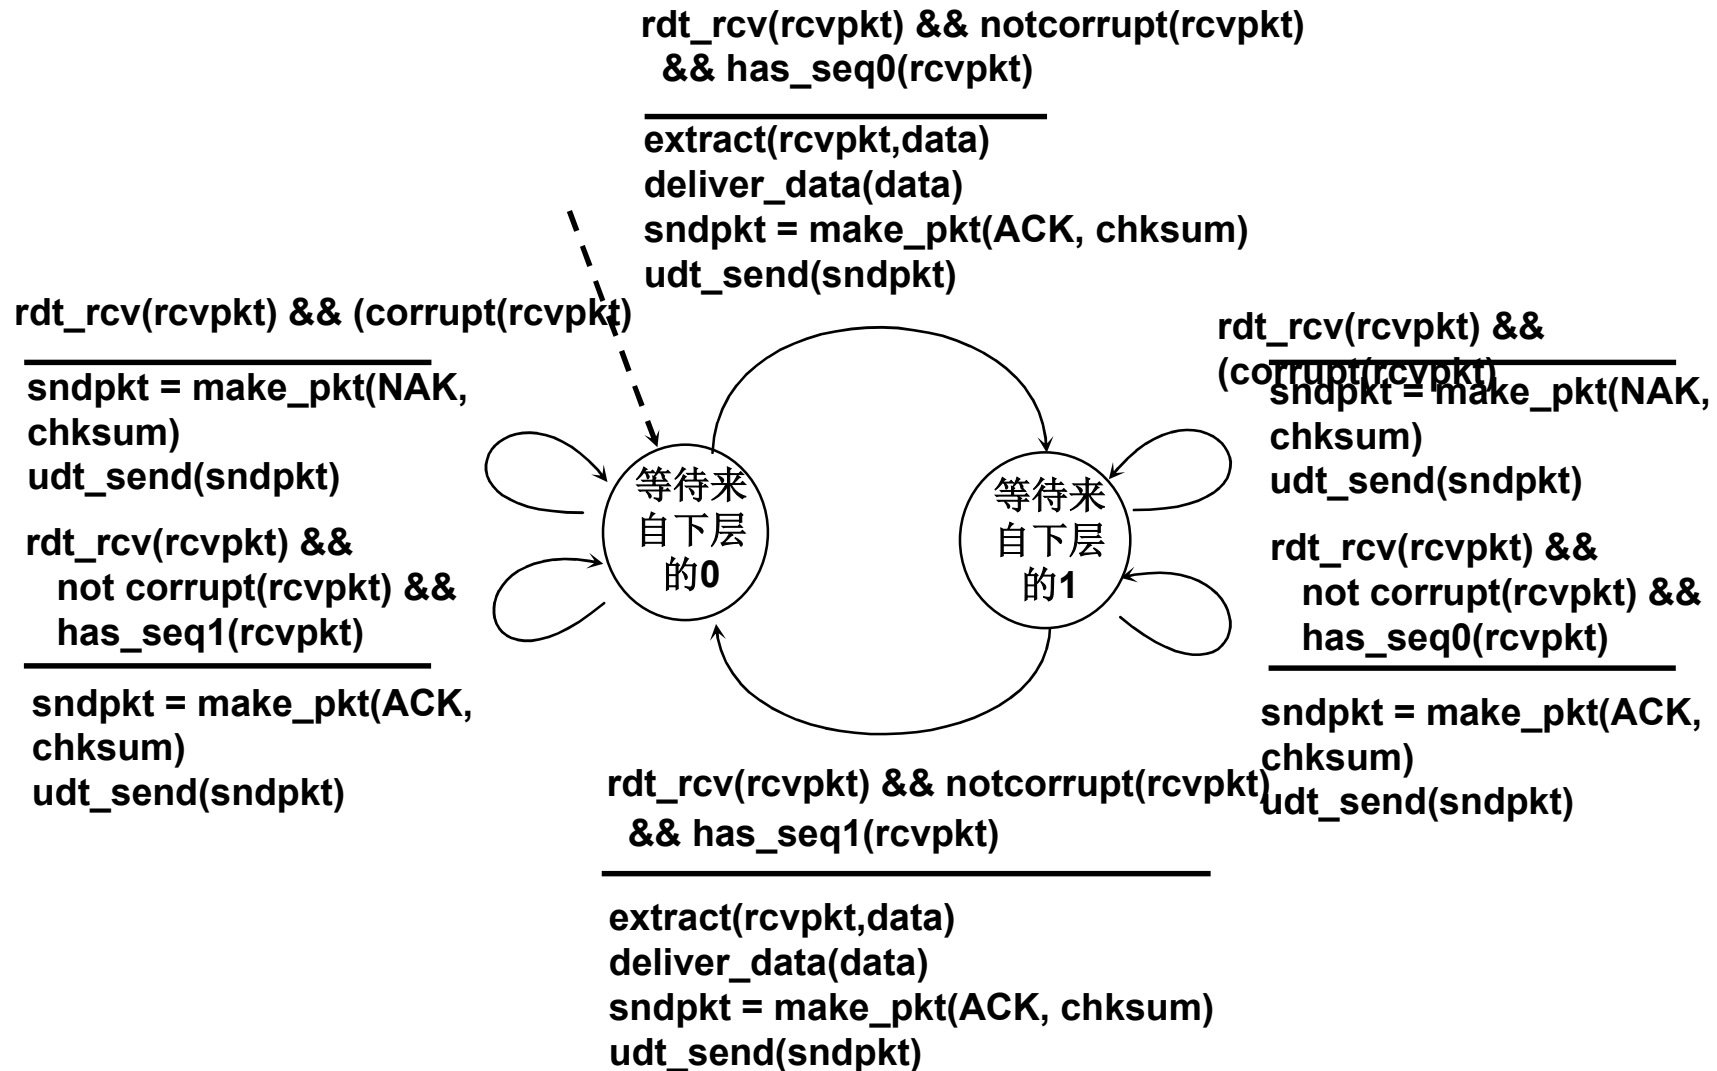 rdt_rcv(rcvpkt) && notcorrupt(rcvpkt)
&& has_seq0(rcvpkt)
extract(rcvpkt,data)
deliver_data(data)
sndpkt = make_pkt(ACK, chksum)
udt_send(sndpkt)
rdt_rcv(rcvpkt) && (corrupt(rcvpkt)
sndpkt = make_pkt(NAK,
chksum)
udt_send(sndpkt)
rdt_rcv(rcvpkt) &&
not corrupt(rcvpkt) &&
has_seq1(rcvpkt)
sndpkt = make_pkt(ACK,
chksum)
udt_send(sndpkt)
等待来
自下层
的0
等待来
自下层
的1
rdt_rcv(rcvpkt) &&
(corrupt(rcvpkt)
sndpkt = make_pkt(NAK,
chksum)
udt_send(sndpkt)
rdt_rcv(rcvpkt) &&
not corrupt(rcvpkt) &&
has_seq0(rcvpkt)
sndpkt = make_pkt(ACK,
chksum)
udt_send(sndpkt)
rdt_rcv(rcvpkt) && notcorrupt(rcvpkt)
&& has_seq1(rcvpkt)
extract(rcvpkt,data)
deliver_data(data)
sndpkt = make_pkt(ACK, chksum)
udt_send(sndpkt)